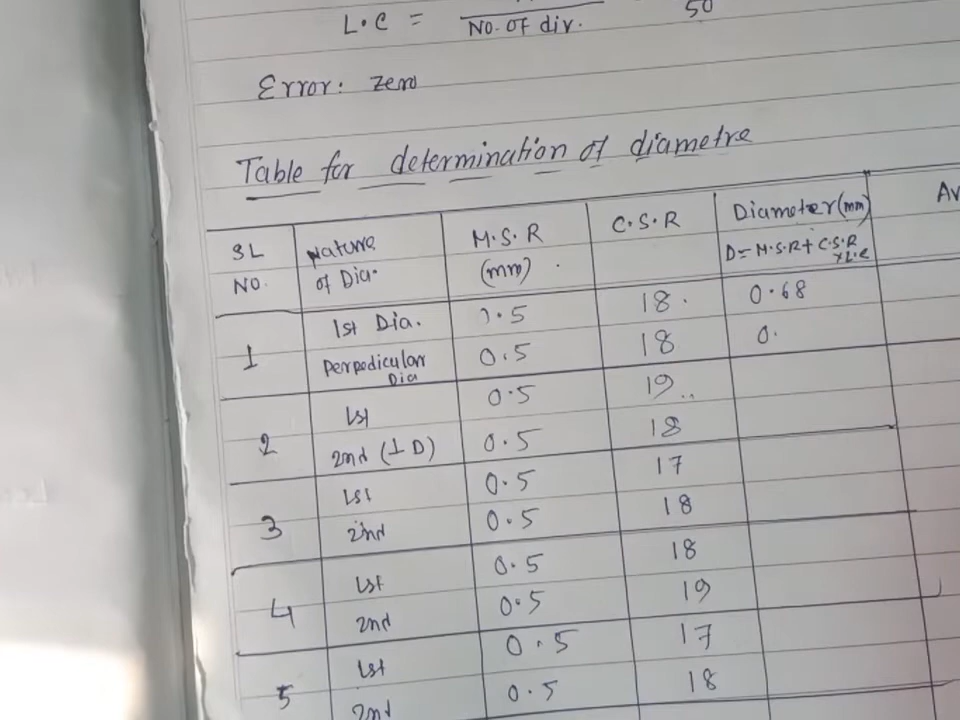 L.C =
No. of div.
50
Error: zero
Table for determination of diametre
SL NO. Nature of Dia. M.S.R (mm) C.S.R Diameter (mm) D = M.S.R + C.S.R × L.C Av
1 1st Dia. 0.5 18 0.68
Perpedicular Dia 0.5 18 0.
2 1st 0.5 19
2nd (⊥ D) 0.5 18
3 1st 0.5 17
2nd 0.5 18
4 1st 0.5 18
2nd 0.5 19
5 1st 0.5 17
2nd 0.5 18